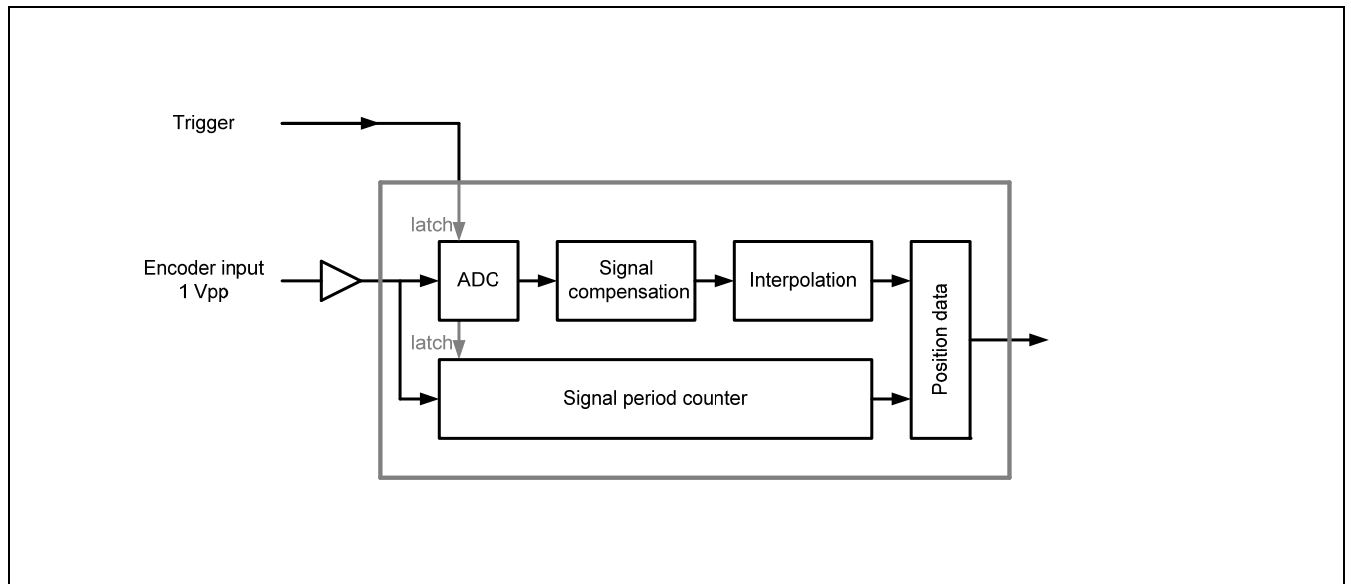 Trigger
latch
Encoder input
1 Vpp
ADC
Signal
compensation
Interpolation
Position data
latch
Signal period counter